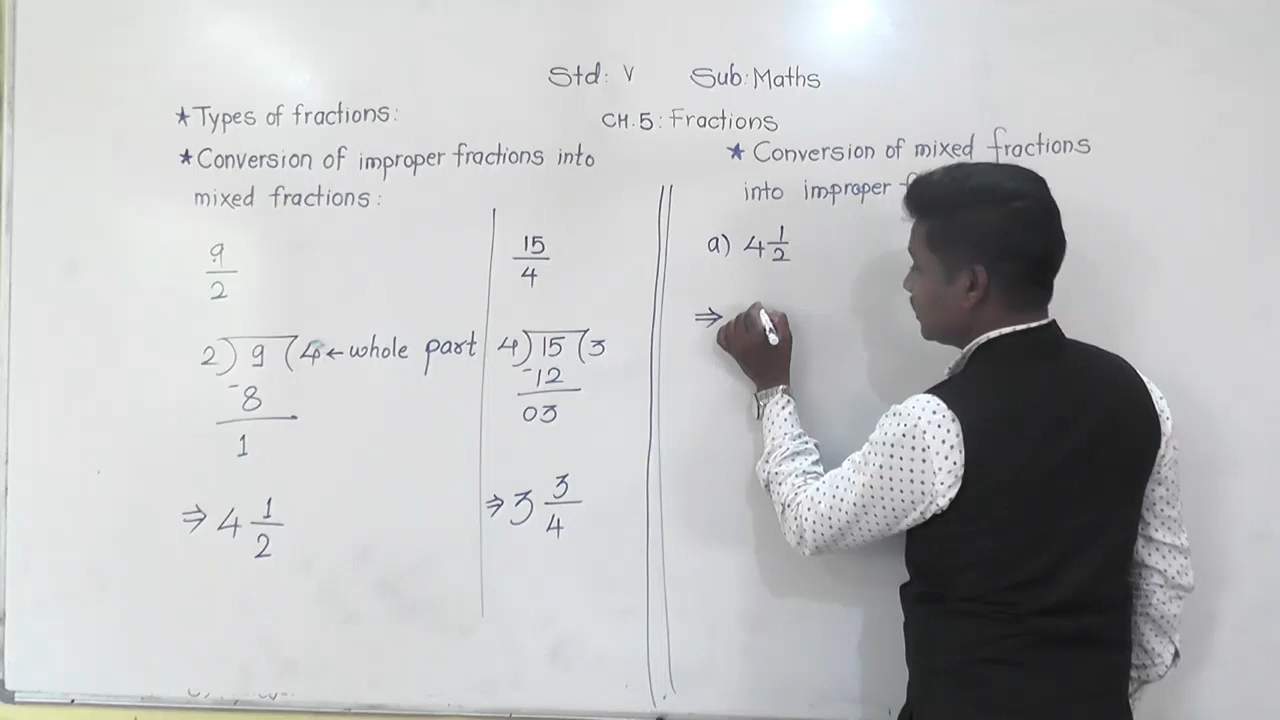 Std: V Sub: Maths
CH.5: Fractions
★ Types of fractions:
★ Conversion of improper fractions into
mixed fractions:
9
2
2) 9 (4 ← whole part
-8
1
⇒ 4 1/2
15
4
4) 15 (3
-12
03
⇒ 3 3/4
★ Conversion of mixed fractions
into improper
a) 4 1/2
⇒